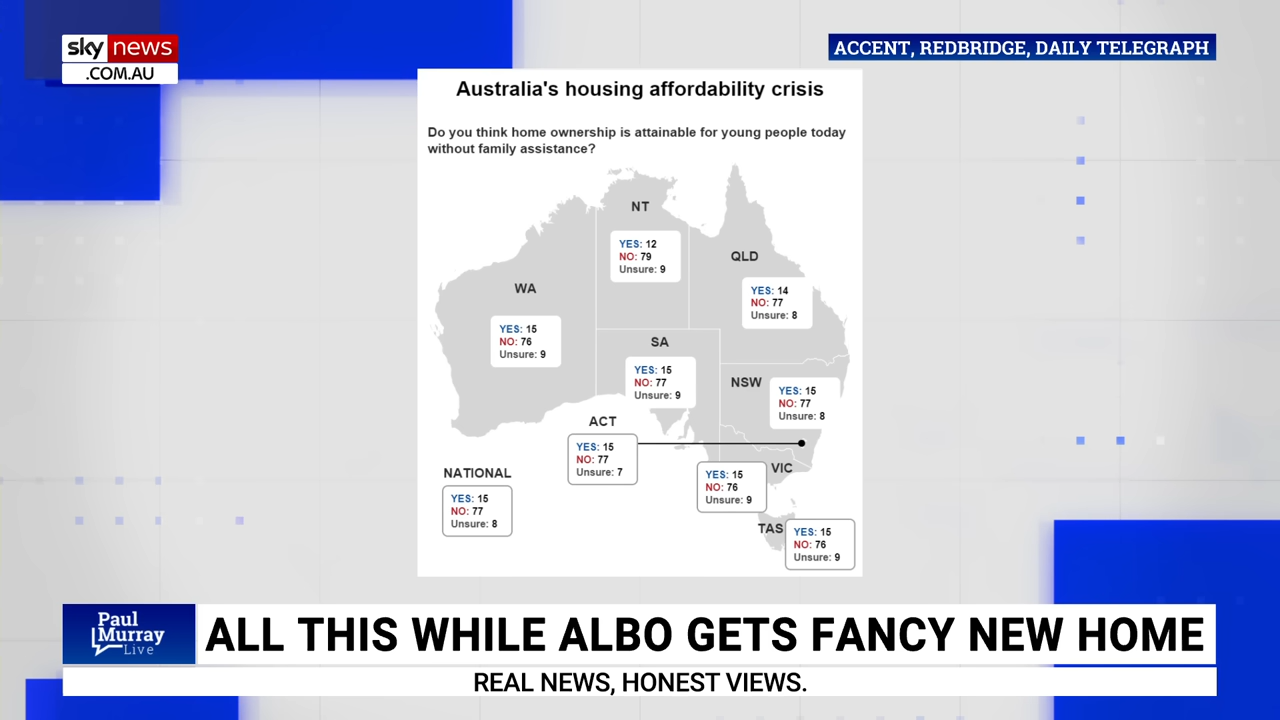 sky news
.COM.AU
ACCENT, REDBRIDGE, DAILY TELEGRAPH
Australia's housing affordability crisis
Do you think home ownership is attainable for young people today
without family assistance?
NT
YES: 12
NO: 79
Unsure: 9
QLD
YES: 14
NO: 77
Unsure: 8
WA
YES: 15
NO: 76
Unsure: 9
SA
YES: 15
NO: 77
Unsure: 9
NSW
YES: 15
NO: 77
Unsure: 8
ACT
YES: 15
NO: 77
Unsure: 7
VIC
YES: 15
NO: 76
Unsure: 9
NATIONAL
YES: 15
NO: 77
Unsure: 8
TAS
YES: 15
NO: 76
Unsure: 9
Paul
Murray
Live
ALL THIS WHILE ALBO GETS FANCY NEW HOME
REAL NEWS, HONEST VIEWS.